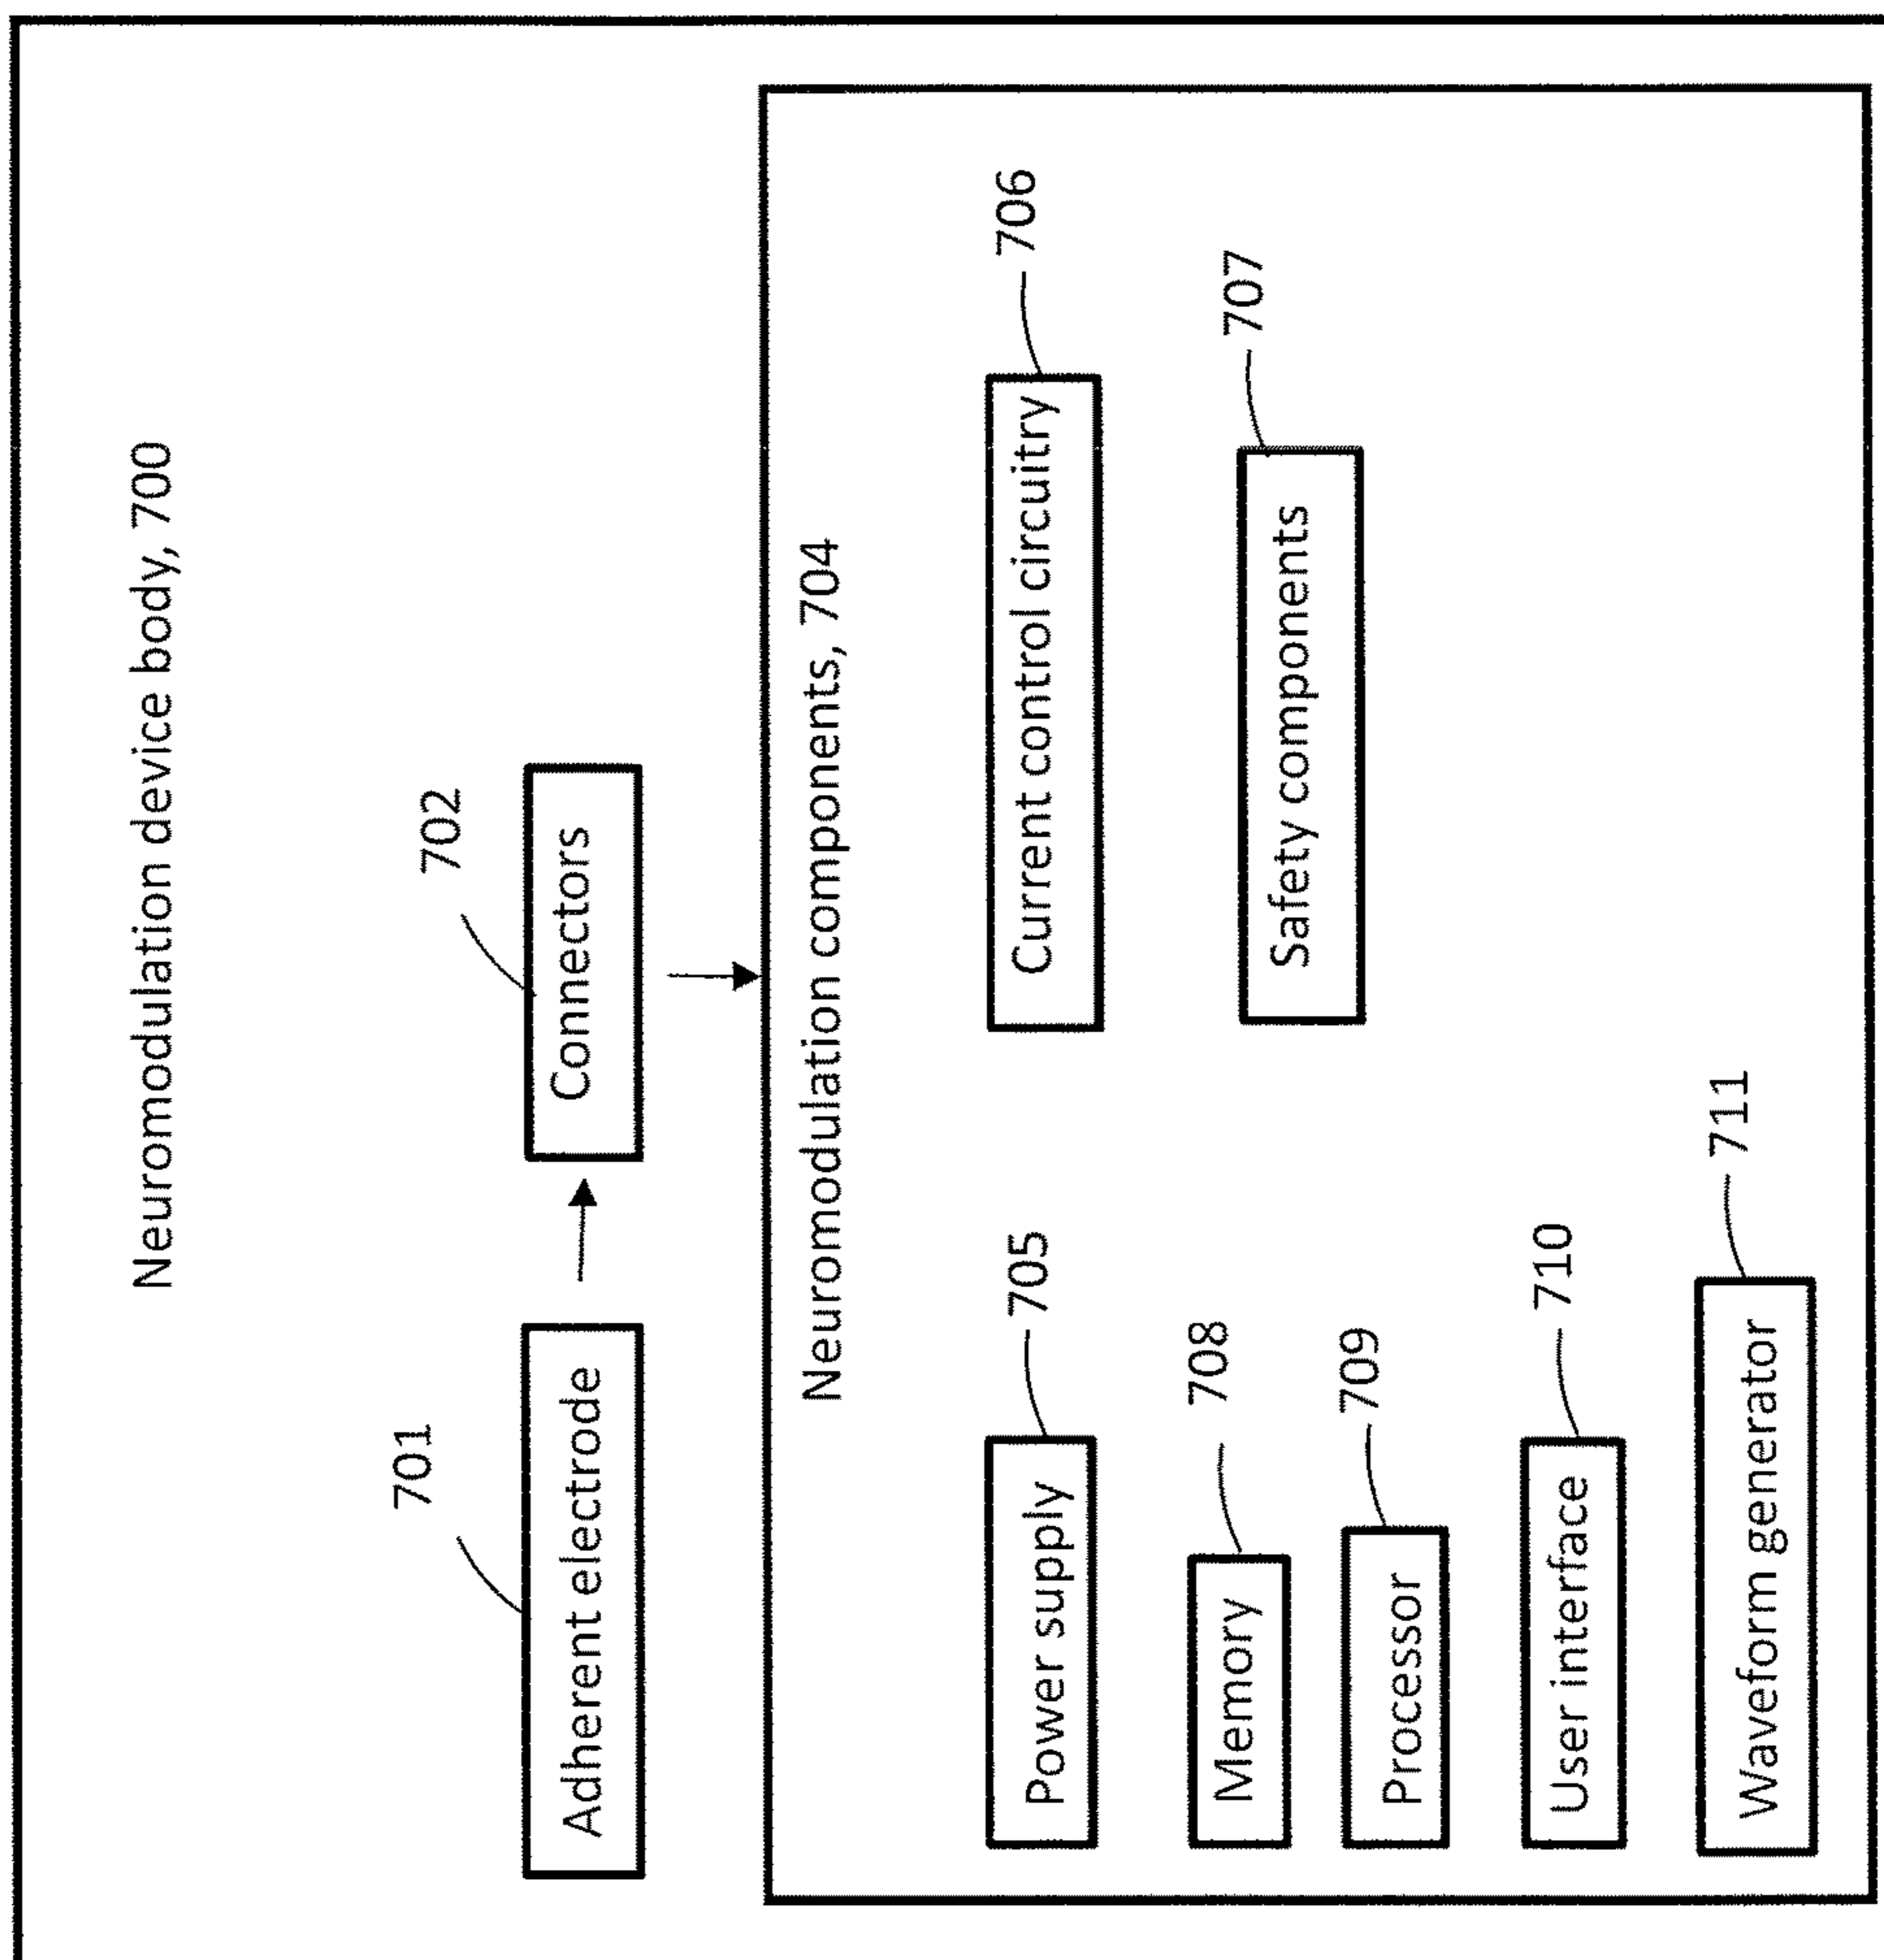 Neuromodulation device body, 700
701
702
Adherent electrode
Connectors
Neuromodulation components, 704
705
706
Power supply
Current control circuitry
708
707
Memory
Safety components
709
Processor
710
User interface
711
Waveform generator